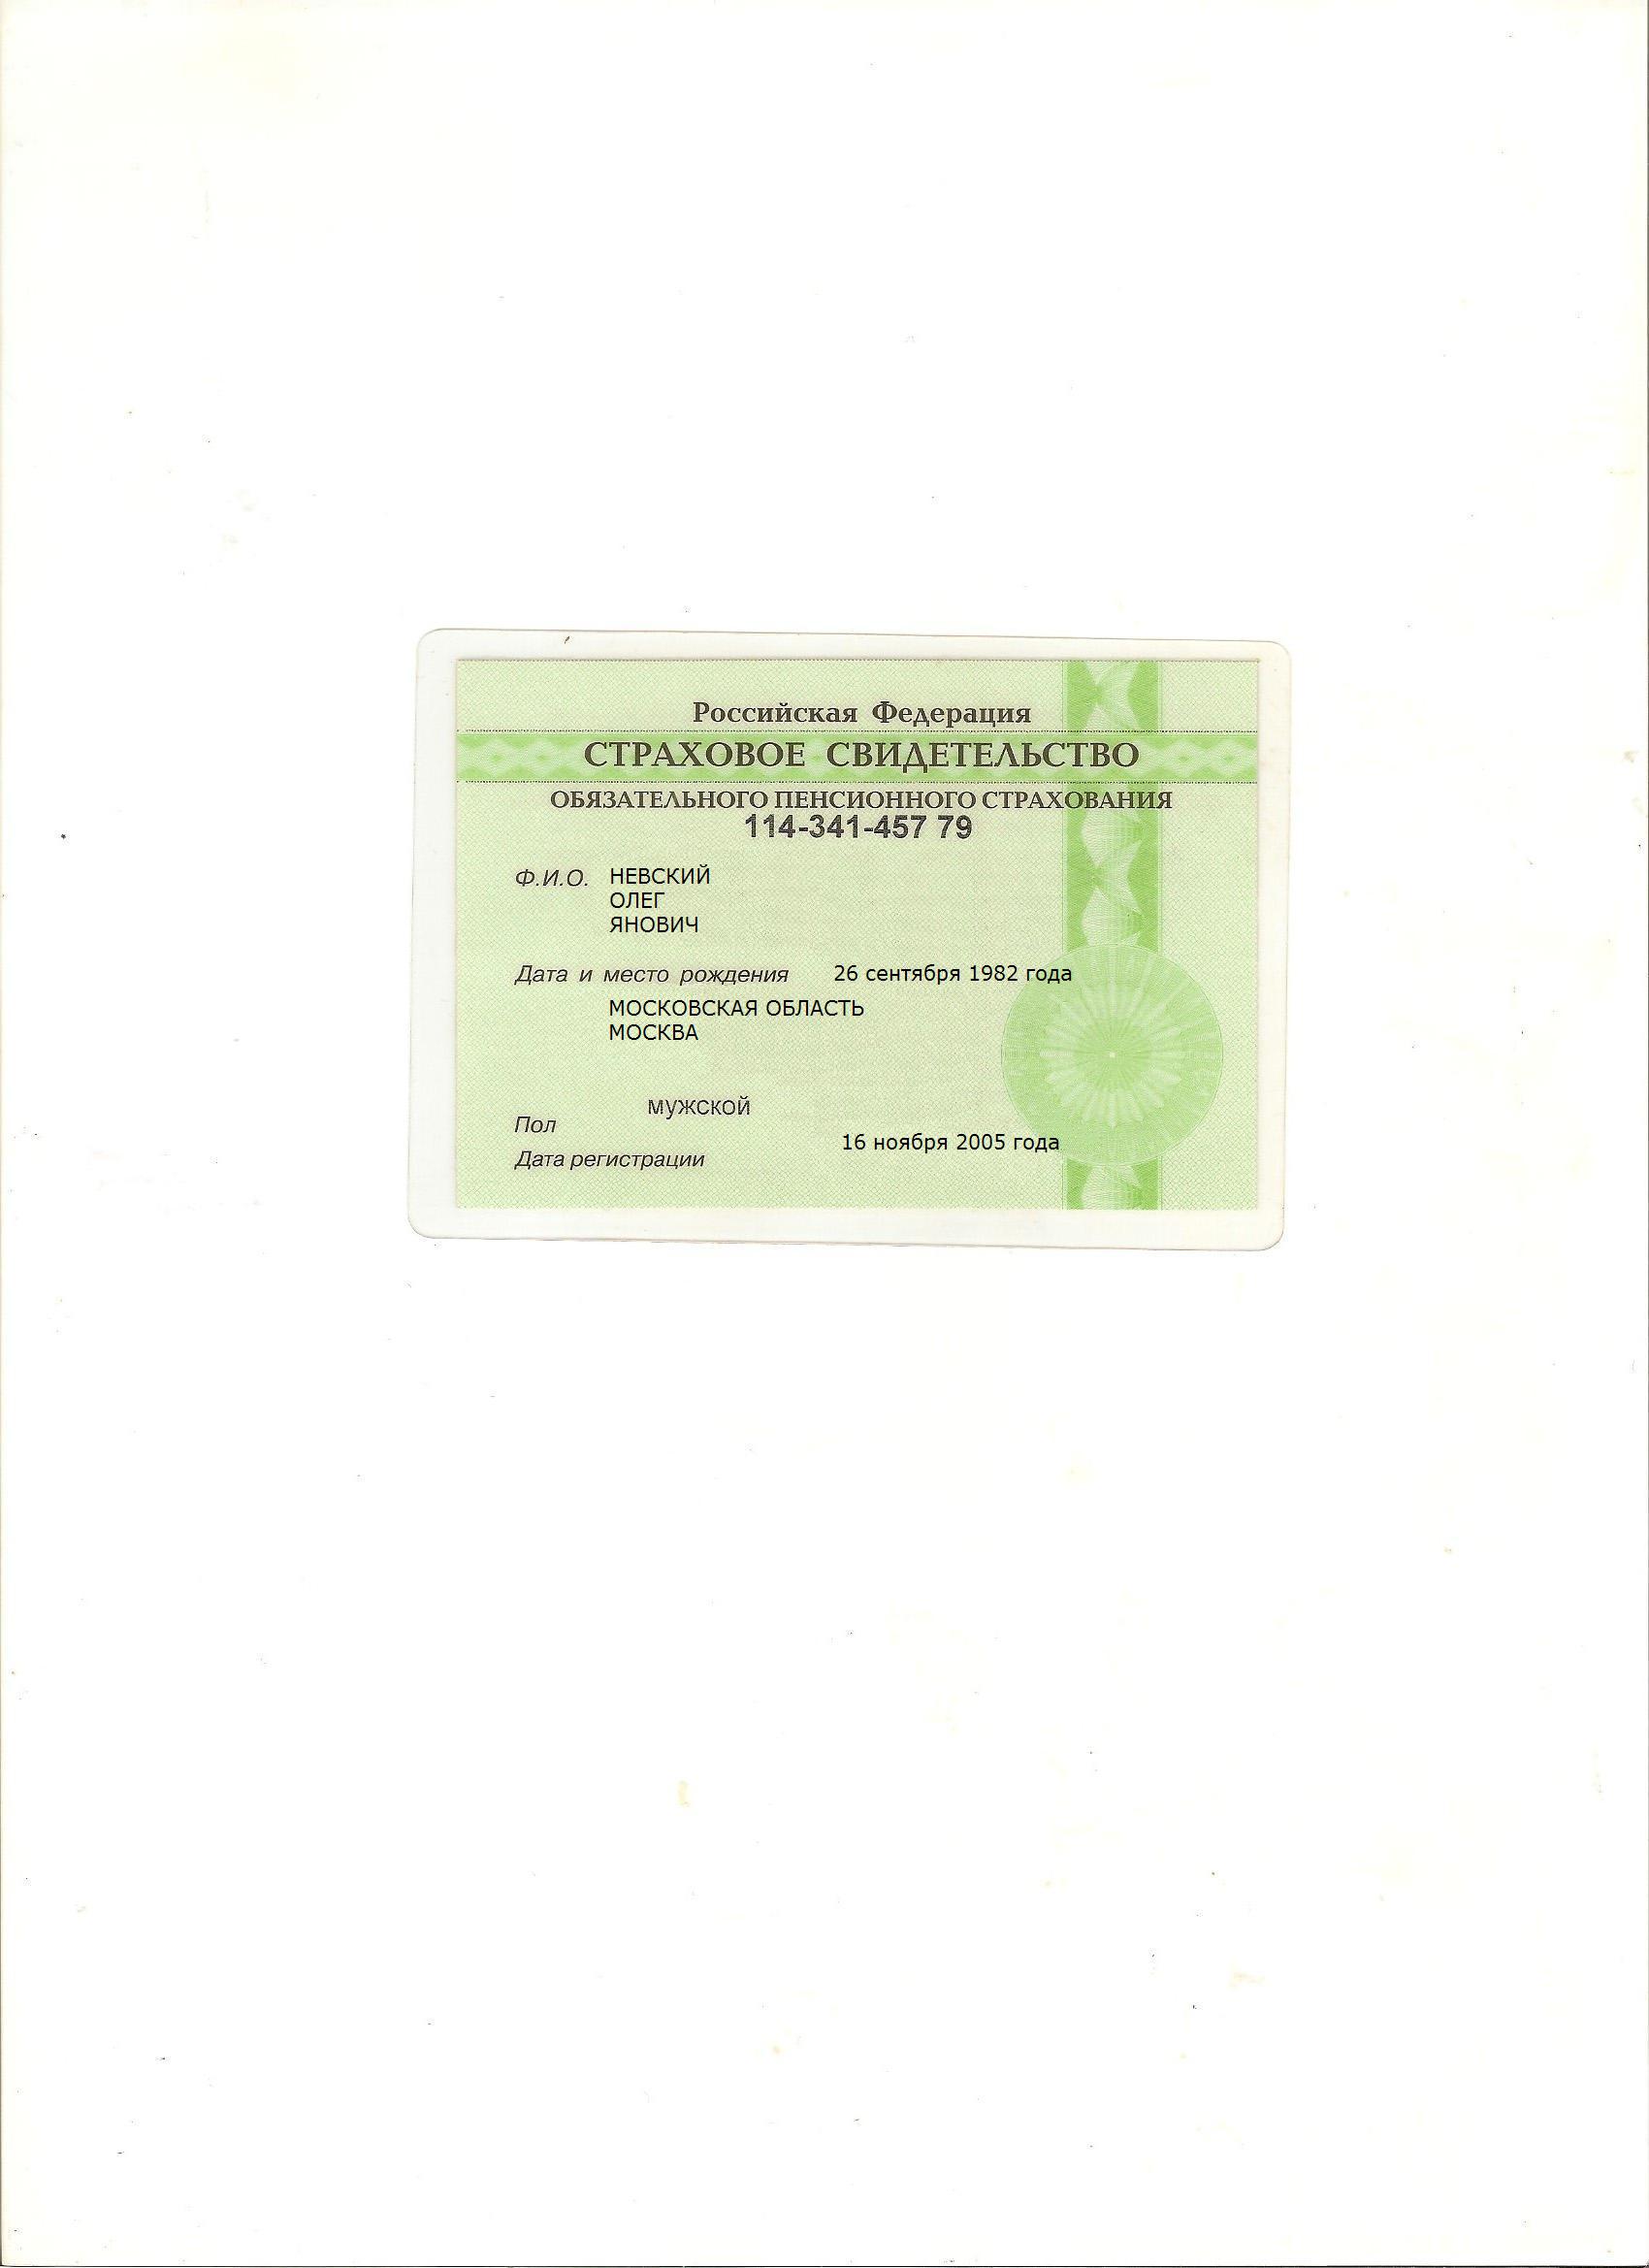 Российская Федерация
СТРАХОВОЕ СВИДЕТЕЛЬСТВО
ОБЯЗАТЕЛЬНОГО ПЕНСИОННОГО СТРАХОВАНИЯ
114-341-457 79
Ф.И.О. НЕВСКИЙ
ОЛЕГ
ЯНОВИЧ
Дата и место рождения 26 сентября 1982 года
МОСКОВСКАЯ ОБЛАСТЬ
МОСКВА
мужской
Пол
16 ноября 2005 года
Дата регистрации